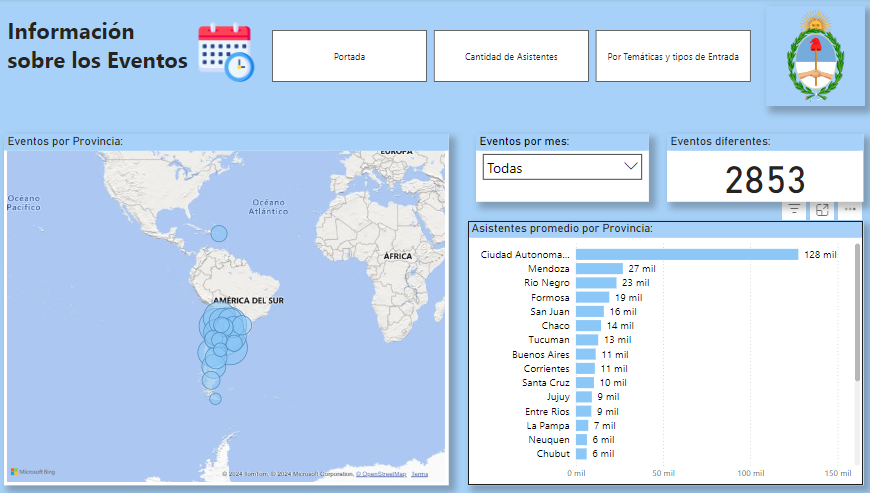 Información
sobre los Eventos
Portada
Cantidad de Asistentes
Por Temáticas y tipos de Entrada
Eventos por Provincia:
EUROPA
Océano
Pacífico
Océano
Atlántico
ÁFRICA
AMÉRICA DEL SUR
Microsoft Bing
© 2024 TomTom, © 2024 Microsoft Corporation, © OpenStreetMap Terms
Eventos por mes:
Todas
Eventos diferentes:
2853
Asistentes promedio por Provincia:
Ciudad Autonoma... 128 mil
Mendoza 27 mil
Rio Negro 23 mil
Formosa 19 mil
San Juan 16 mil
Chaco 14 mil
Tucuman 13 mil
Buenos Aires 11 mil
Corrientes 11 mil
Santa Cruz 10 mil
Jujuy 9 mil
Entre Rios 9 mil
La Pampa 7 mil
Neuquen 6 mil
Chubut 6 mil
0 mil 50 mil 100 mil 150 mil